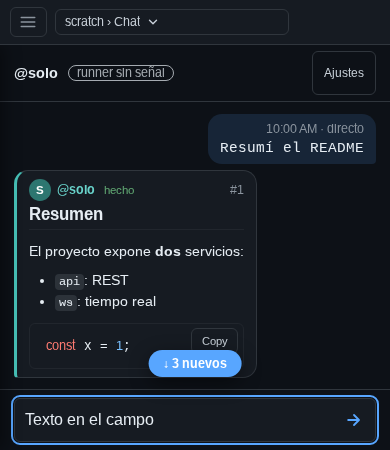 scratch › Chat
@solo runner sin señal Ajustes
10:00 AM · directo
Resumí el README
S @solo hecho #1
Resumen
El proyecto expone dos servicios:
• api: REST
• ws: tiempo real
Copy
const x = 1;
↓ 3 nuevos
Texto en el campo